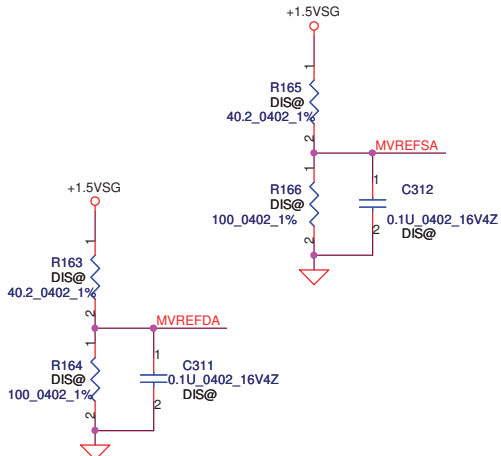 +1.5VSG
1
R165
DIS@
40.2_0402_1%
2
MVREFSA
1
R166
DIS@
100_0402_1%
2
1
C312
0.1U_0402_16V4Z
2
DIS@
+1.5VSG
1
R163
DIS@
40.2_0402_1%
2
MVREFDA
1
R164
DIS@
100_0402_1%
2
1
C311
0.1U_0402_16V4Z
DIS@
2